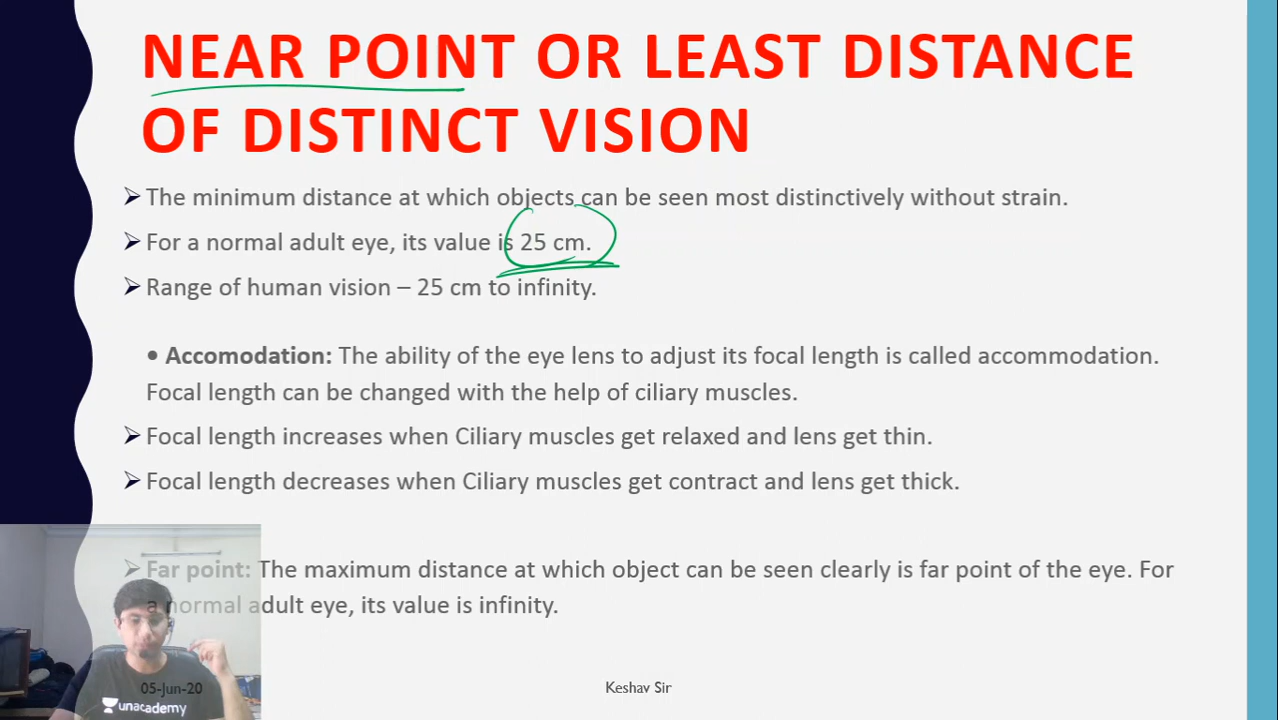 NEAR POINT OR LEAST DISTANCE
OF DISTINCT VISION
⮚ The minimum distance at which objects can be seen most distinctively without strain.
⮚ For a normal adult eye, its value is 25 cm.
⮚ Range of human vision – 25 cm to infinity.
• Accomodation: The ability of the eye lens to adjust its focal length is called accommodation.
Focal length can be changed with the help of ciliary muscles.
⮚ Focal length increases when Ciliary muscles get relaxed and lens get thin.
⮚ Focal length decreases when Ciliary muscles get contract and lens get thick.
⮚ Far point: The maximum distance at which object can be seen clearly is far point of the eye. For
a normal adult eye, its value is infinity.
05-Jun-20
Keshav Sir
unacademy